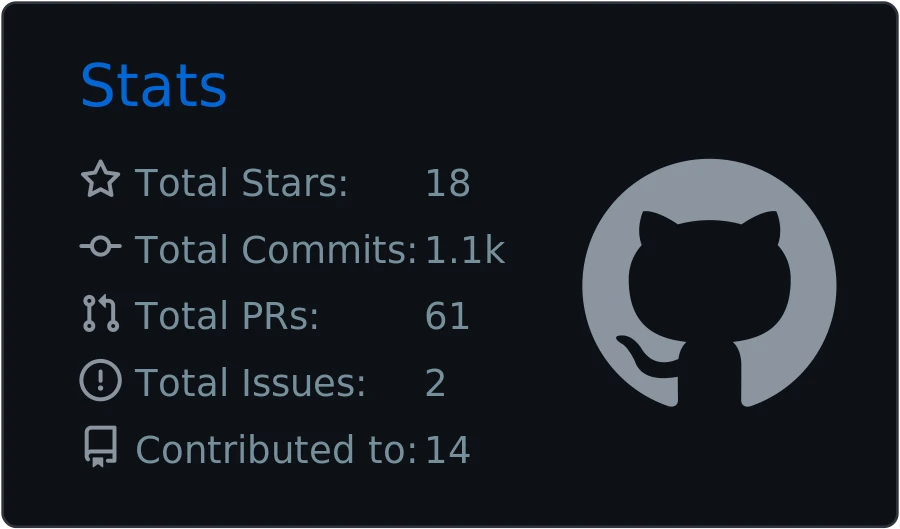 Stats
Total Stars: 18
Total Commits: 1.1k
Total PRs: 61
Total Issues: 2
Contributed to: 14